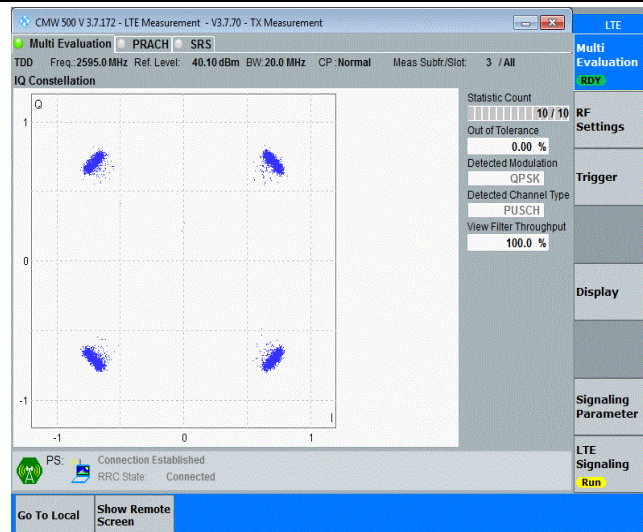 CMW 500 V 3.7.172 - LTE Measurement - V3.7.70 - TX Measurement
LTE
Multi Evaluation PRACH SRS
TDD Freq.: 2595.0 MHz Ref. Level: 40.10 dBm BW: 20.0 MHz CP : Normal Meas Subfr./Slot: 3 / All
IQ Constellation
Q
1
0
-1
-1 0 1
I
Statistic Count
10 / 10
Out of Tolerance
0.00 %
Detected Modulation
QPSK
Detected Channel Type
PUSCH
View Filter Throughput
100.0 %
Multi
Evaluation
RDY
RF
Settings
Trigger
Display
Signaling
Parameter
LTE
Signaling
Run
PS: Connection Established
RRC State: Connected
Go To Local
Show Remote
Screen